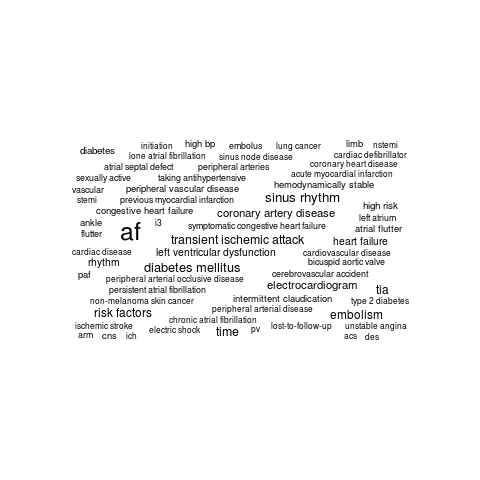 initiation high bp embolus lung cancer limb nstemi
diabetes lone atrial fibrillation sinus node disease cardiac defibrillator
atrial septal defect peripheral arteries coronary heart disease
sexually active taking antihypertensive acute myocardial infarction
vascular peripheral vascular disease hemodynamically stable
stemi previous myocardial infarction sinus rhythm
congestive heart failure coronary artery disease high risk
ankle af i3 symptomatic congestive heart failure left atrium
flutter transient ischemic attack heart failure atrial flutter
cardiac disease left ventricular dysfunction cardiovascular disease
rhythm diabetes mellitus bicuspid aortic valve
paf peripheral arterial occlusive disease cerebrovascular accident
persistent atrial fibrillation electrocardiogram tia
non-melanoma skin cancer intermittent claudication type 2 diabetes
risk factors peripheral arterial disease embolism
chronic atrial fibrillation
ischemic stroke electric shock time pv lost-to-follow-up unstable angina
arm cns ich acs des